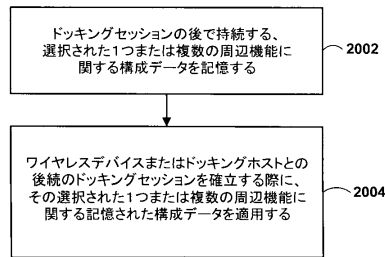 ドッキングセッションの後で持続する、
選択された1つまたは複数の周辺機能に
関する構成データを記憶する
2002
ワイヤレスデバイスまたはドッキングホストとの
後続のドッキングセッションを確立する際に、
その選択された1つまたは複数の周辺機能に
関する記憶された構成データを適用する
2004